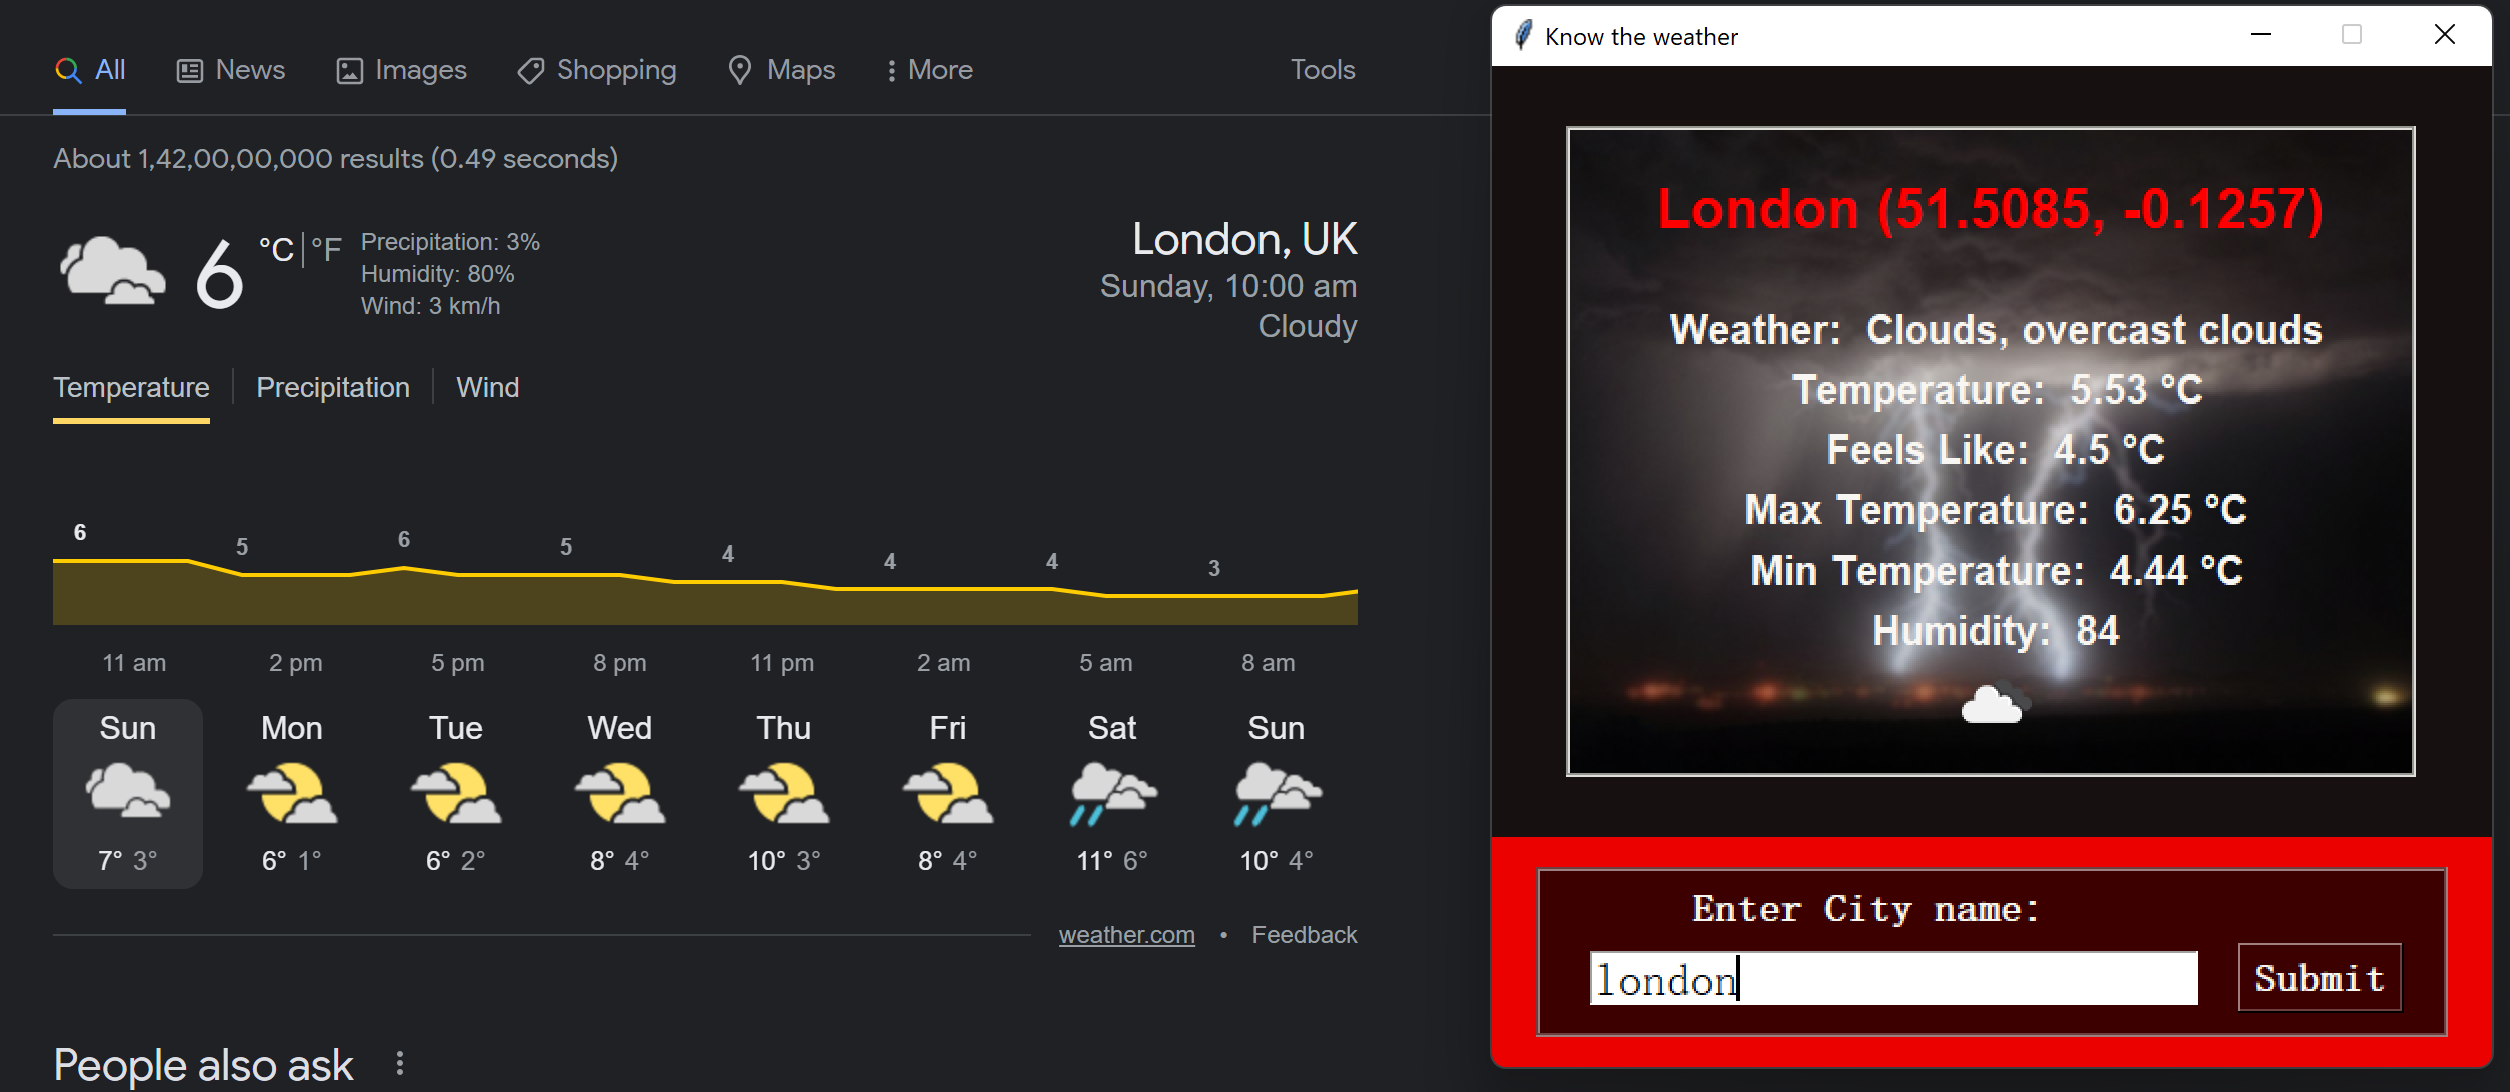 All News Images Shopping Maps More Tools
About 1,42,00,00,000 results (0.49 seconds)
6 °C | °F
Precipitation: 3%
Humidity: 80%
Wind: 3 km/h
London, UK
Sunday, 10:00 am
Cloudy
Temperature Precipitation Wind
6 5 6 5 4 4 4 3
11 am 2 pm 5 pm 8 pm 11 pm 2 am 5 am 8 am
Sun Mon Tue Wed Thu Fri Sat Sun
7° 3° 6° 1° 6° 2° 8° 4° 10° 3° 8° 4° 11° 6° 10° 4°
weather.com • Feedback
People also ask
Know the weather
London (51.5085, -0.1257)
Weather: Clouds, overcast clouds
Temperature: 5.53 °C
Feels Like: 4.5 °C
Max Temperature: 6.25 °C
Min Temperature: 4.44 °C
Humidity: 84
Enter City name:
london
Submit